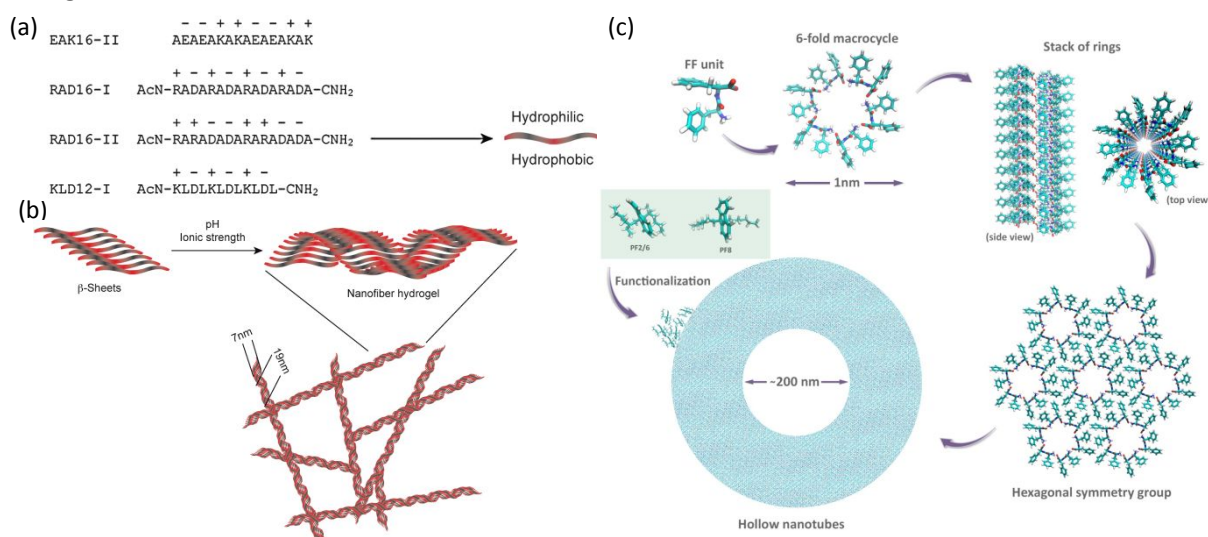 (a)
- - + + - - + +
EAK16-II AEAEAKAKAEAEAKAK
+ - + - + - + -
RAD16-I AcN-RADARADARADARADA-CNH₂
+ + - - + + - -
RAD16-II AcN-RARADADARARADADA-CNH₂
+ - + - + -
KLD12-I AcN-KLDLKLDLKLDL-CNH₂
Hydrophilic
Hydrophobic
(b)
β-Sheets
pH
Ionic strength
Nanofiber hydrogel
7nm
19nm
(c)
FF unit
6-fold macrocycle
1nm
Stack of rings
(side view)
(top view
PF2/6
PF8
Functionalization
~200 nm
Hollow nanotubes
Hexagonal symmetry group